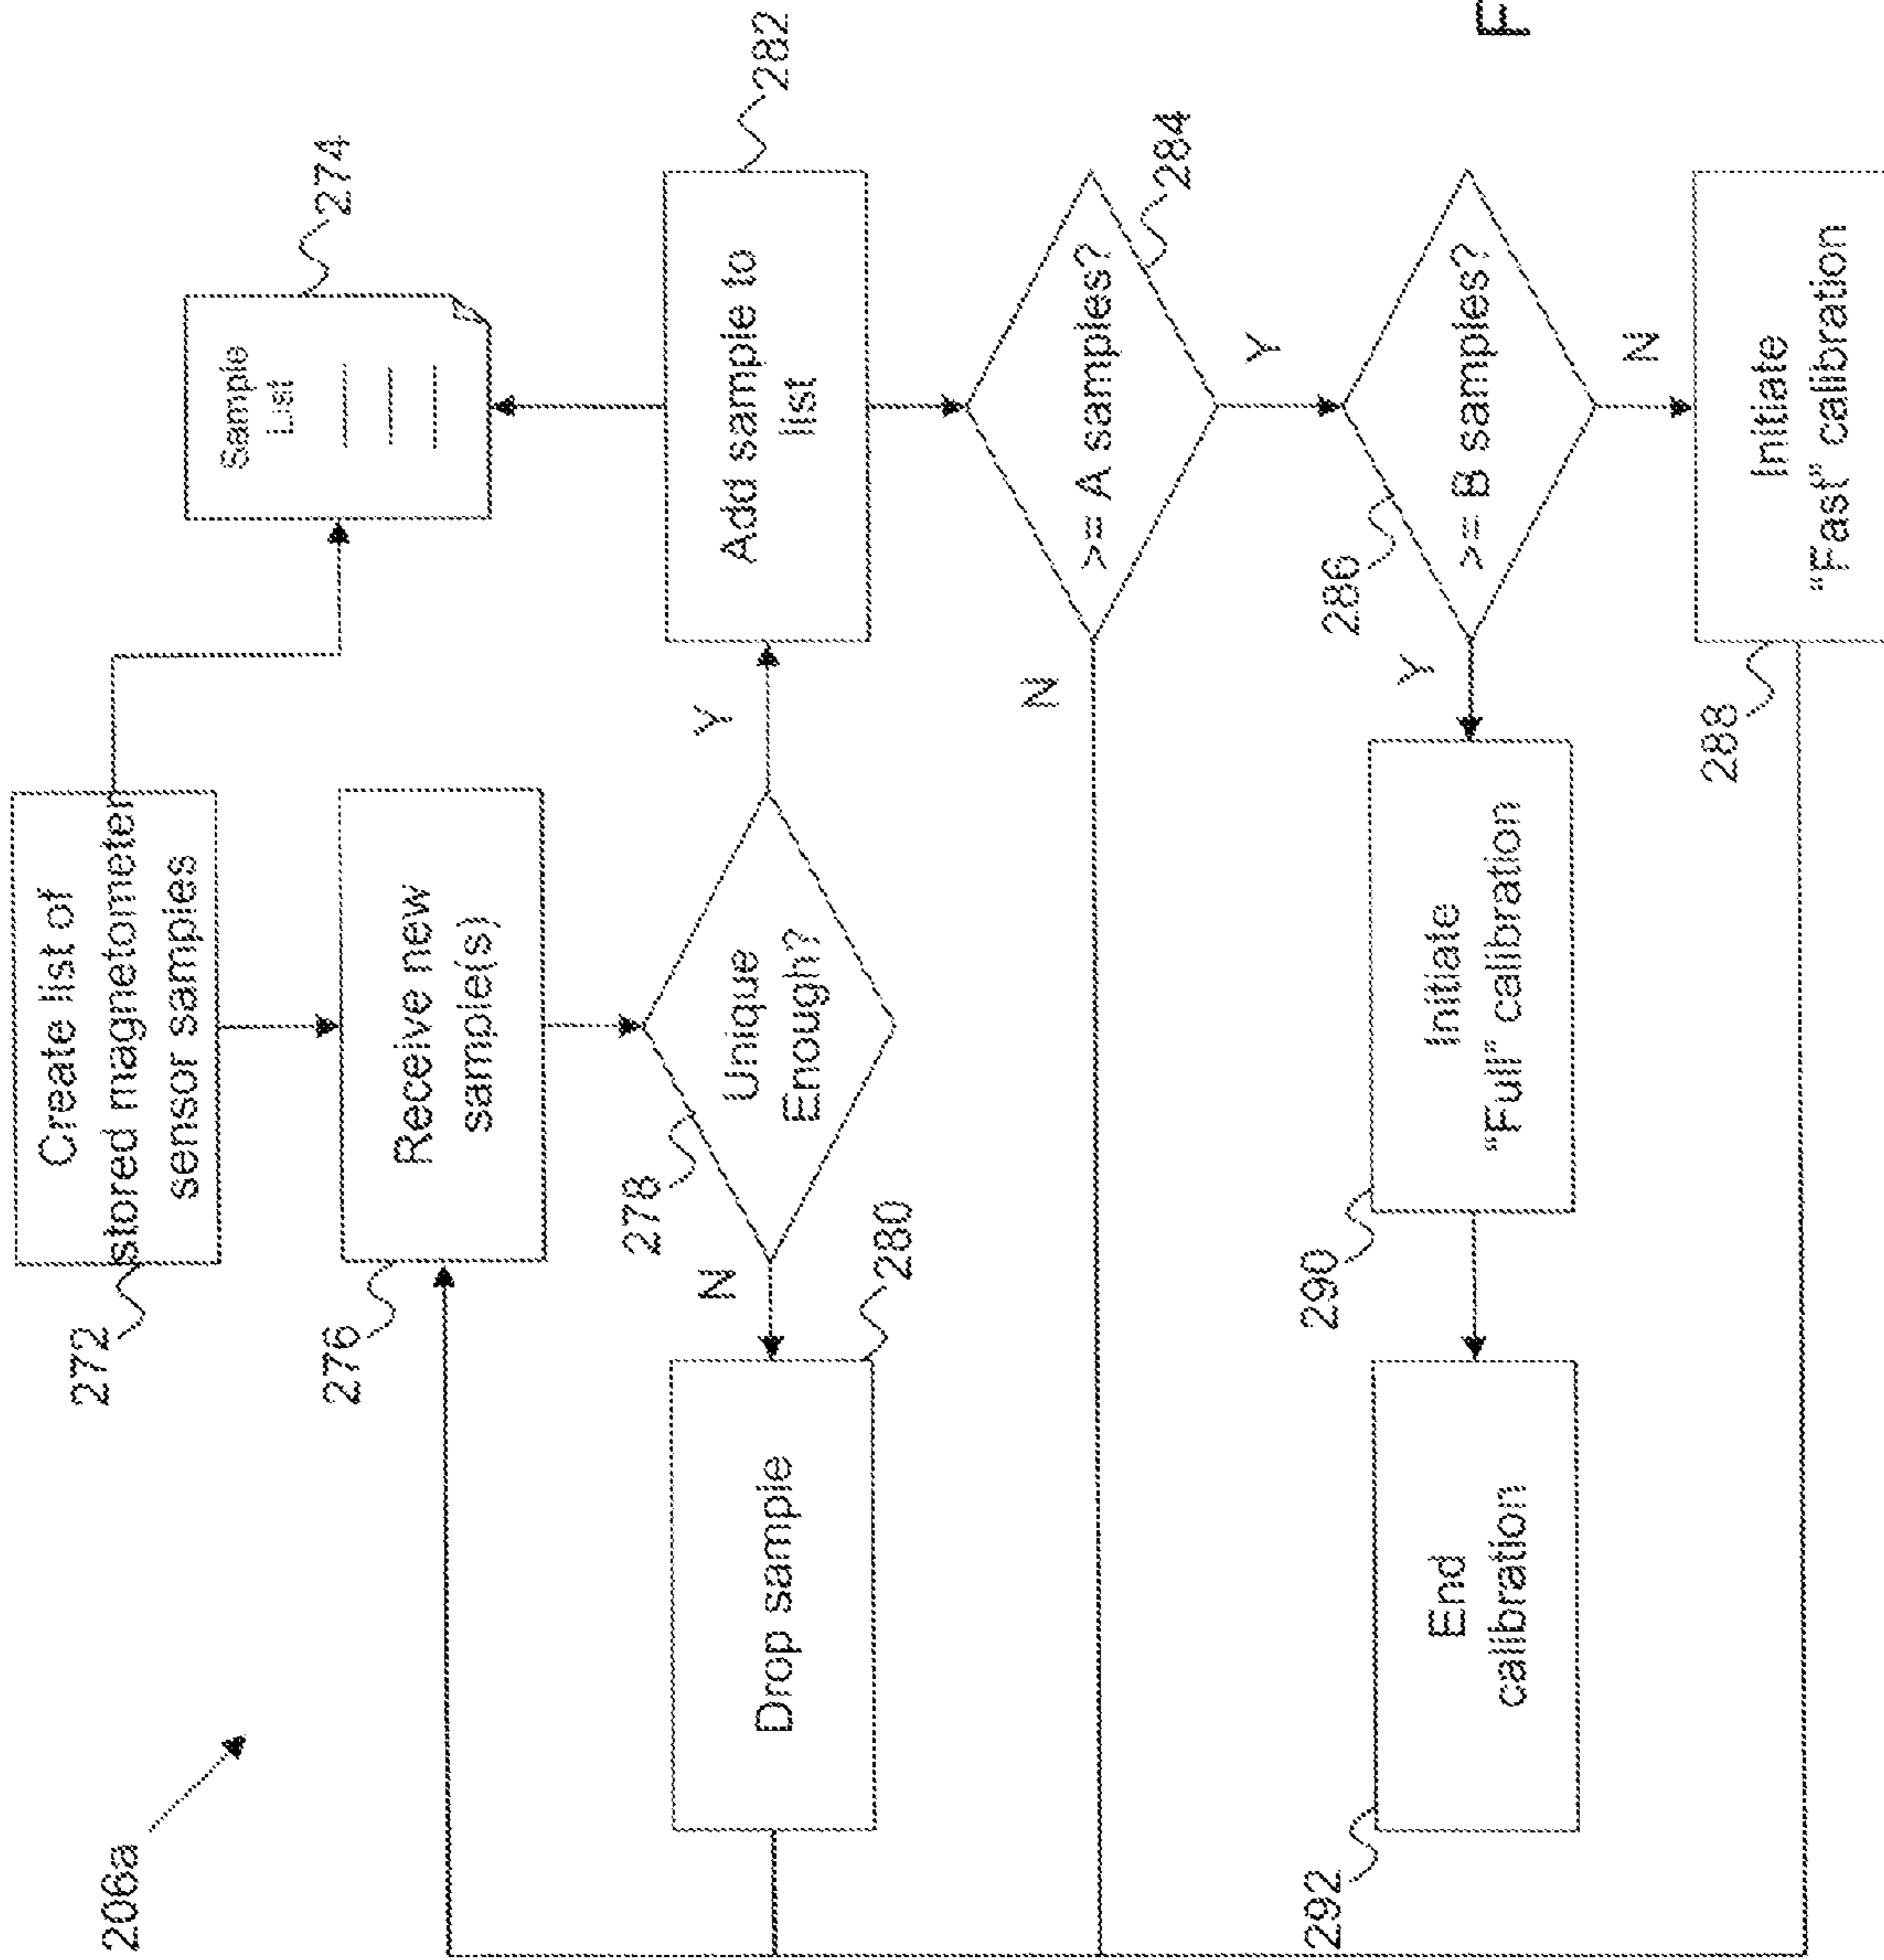 206a
272
Create list of
stored magnetometer
sensor samples
274
Sample
List
276
Receive new
sample(s)
278
Unique
Enough?
N
Y
280
Drop sample
282
Add sample to
list
284
>= A samples?
N
Y
286
>= B samples?
Y
N
288
Initiate
"Fast" calibration
290
Initiate
"Full" calibration
292
End
calibration
F